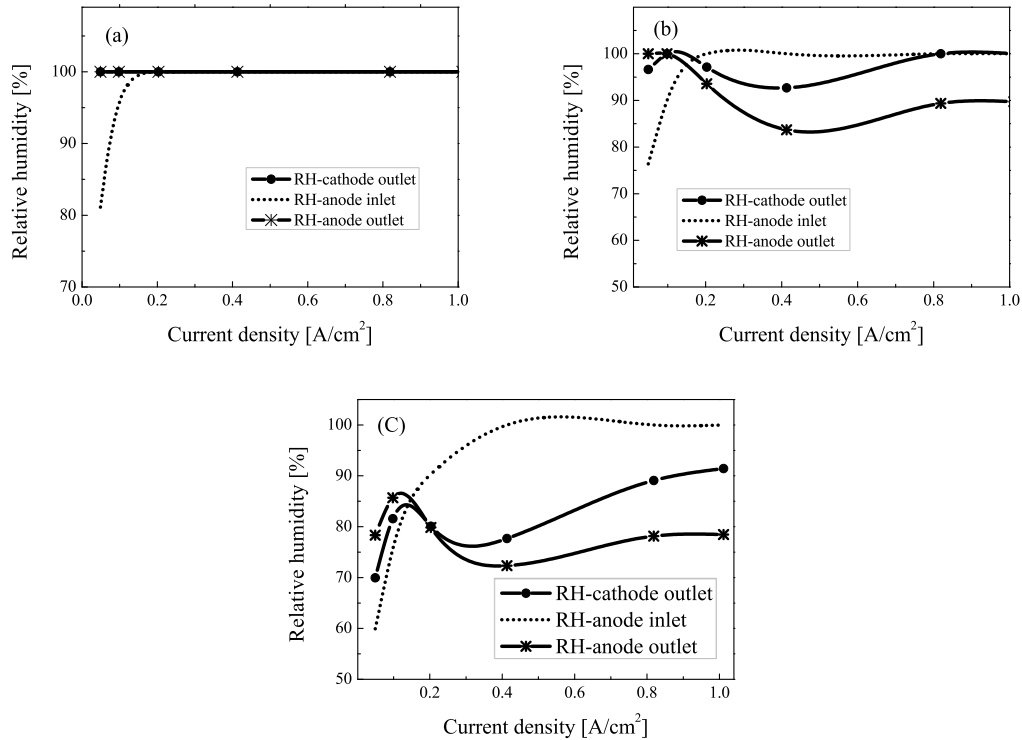 (a)
Relative humidity [%]
100
90
80
70
0.0 0.2 0.4 0.6 0.8 1.0
Current density [A/cm²]
RH-cathode outlet
RH-anode inlet
RH-anode outlet
(b)
Relative humidity [%]
100
90
80
70
60
50
0.2 0.4 0.6 0.8 1.0
Current density [A/cm²]
RH-cathode outlet
RH-anode inlet
RH-anode outlet
(C)
Relative humidity [%]
100
90
80
70
60
50
0.2 0.4 0.6 0.8 1.0
Current density [A/cm²]
RH-cathode outlet
RH-anode inlet
RH-anode outlet